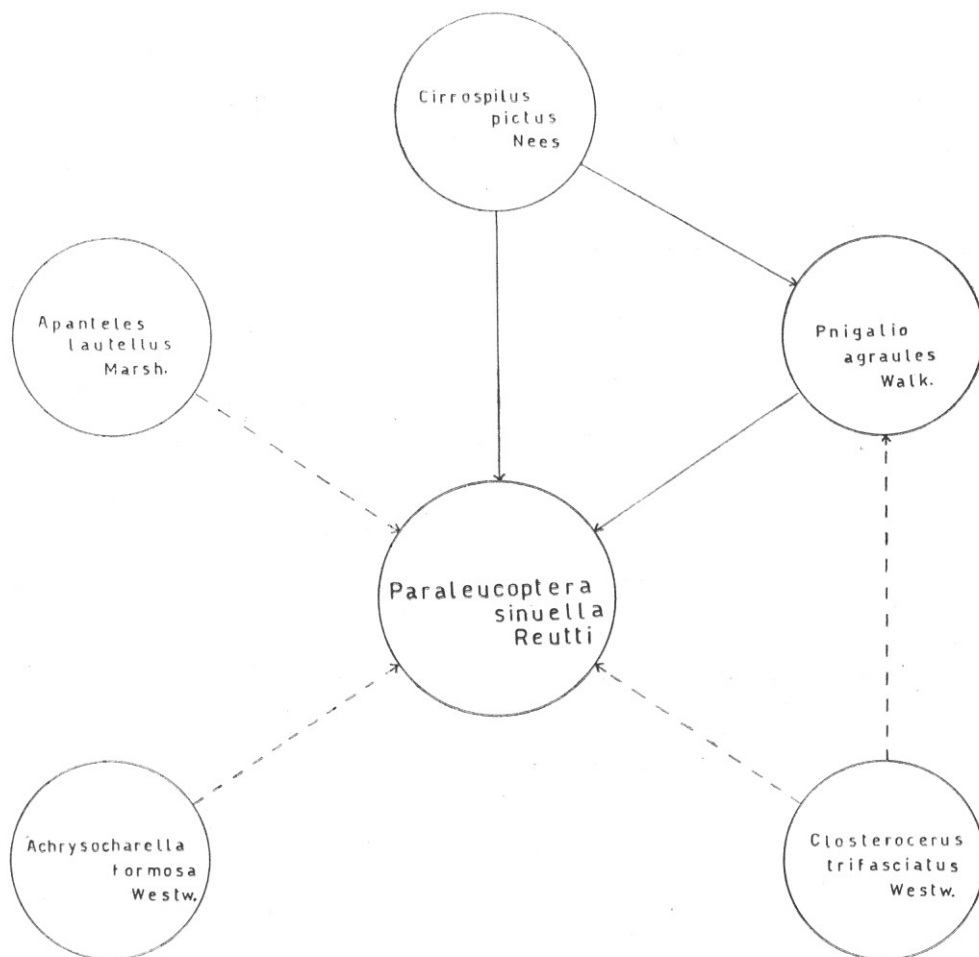 Cirrospilus
pictus
Nees
Apanteles
lautellus
Marsh.
Pnigalio
agraules
Walk.
Paraleucoptera
sinuella
Reutti
Achrysocharella
formosa
Westw.
Closterocerus
trifasciatus
Westw.